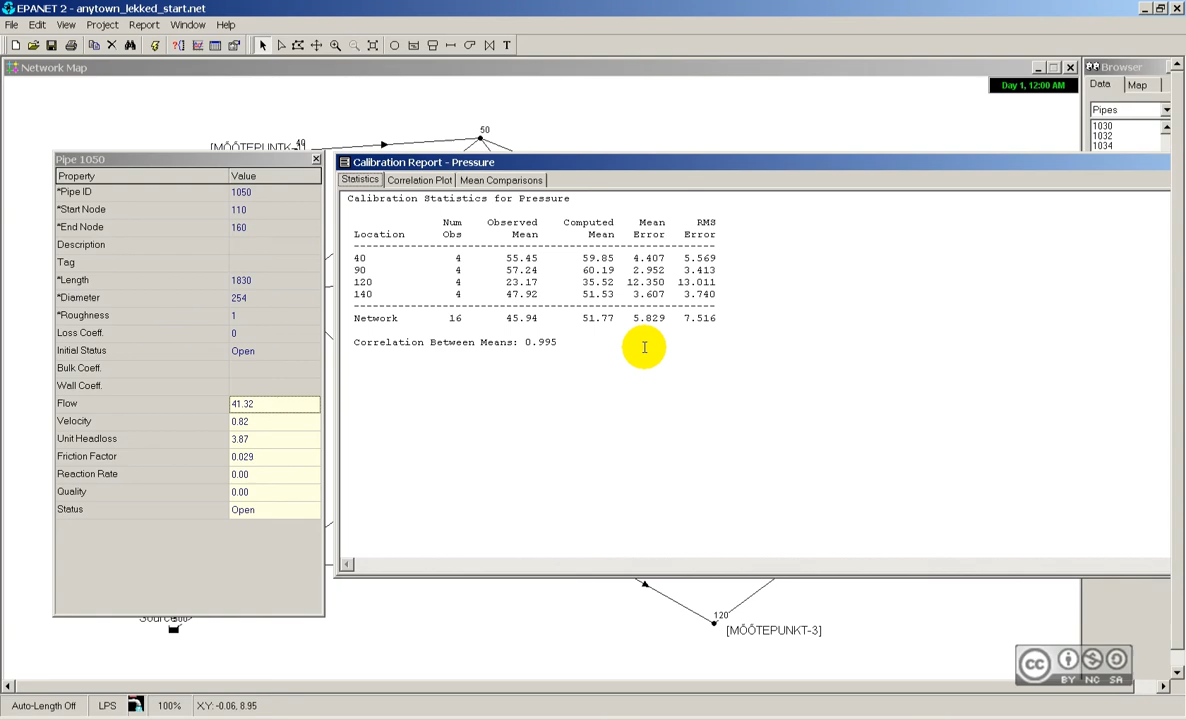 EPANET 2 - anytown_lekked_start.net
File Edit View Project Report Window Help
Network Map
Browser
Day 1, 12:00 AM
Data Map
Pipes
1030
1032
1034
50
40
Pipe 1050
Property Value
*Pipe ID 1050
*Start Node 110
*End Node 160
Description
Tag
*Length 1830
*Diameter 254
*Roughness 1
Loss Coeff. 0
Initial Status Open
Bulk Coeff.
Wall Coeff.
Flow 41.32
Velocity 0.82
Unit Headloss 3.87
Friction Factor 0.029
Reaction Rate 0.00
Quality 0.00
Status Open
Calibration Report - Pressure
Statistics Correlation Plot Mean Comparisons
Calibration Statistics for Pressure
Num Observed Computed Mean RMS
Location Obs Mean Mean Error Error
40 4 55.45 59.85 4.407 5.569
90 4 57.24 60.19 2.952 3.413
120 4 23.17 35.52 12.350 13.011
140 4 47.92 51.53 3.607 3.740
Network 16 45.94 51.77 5.829 7.516
Correlation Between Means: 0.995
120
[MÕÕTEPUNKT-3]
cc
BY NC SA
Auto-Length Off LPS 100% X,Y: -0.06, 8.95